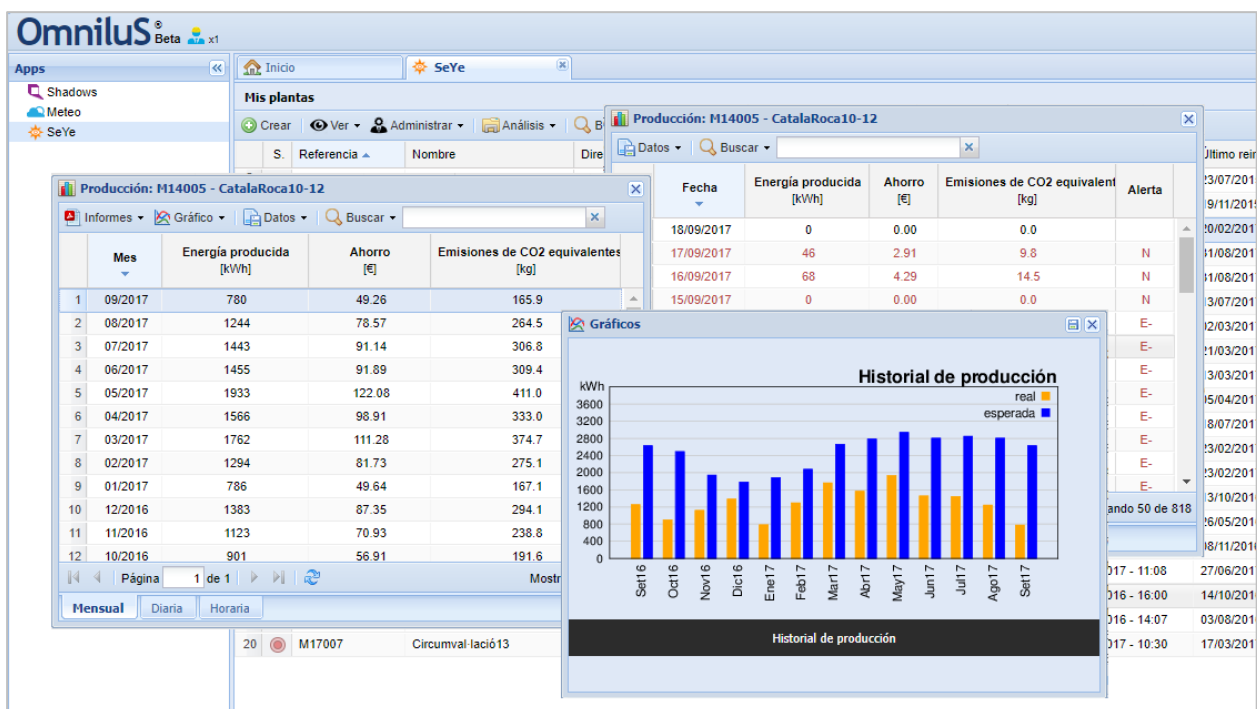 OmniluS ® Beta x1
Apps
Shadows
Meteo
SeYe
Inicio
SeYe
Mis plantas
Crear Ver Administrar Análisis B
S. Referencia Nombre Dire
Último rein
23/07/201
19/11/2015
20/02/201
31/08/201
31/08/201
13/07/201
02/03/201
21/03/201
13/03/201
05/04/201
18/07/201
23/02/201
23/02/201
13/10/201
26/05/201
08/11/201
017 - 11:08 27/06/201
016 - 16:00 14/10/201
016 - 14:07 03/08/201
20 M17007 Circumval·lació13 017 - 10:30 17/03/201
Producción: M14005 - CatalaRoca10-12
Datos Buscar
Fecha Energía producida [kWh] Ahorro [€] Emisiones de CO2 equivalent [kg] Alerta
18/09/2017 0 0.00 0.0
17/09/2017 46 2.91 9.8 N
16/09/2017 68 4.29 14.5 N
15/09/2017 0 0.00 0.0 N
E-
E-
E-
E-
E-
E-
E-
E-
ando 50 de 818
Producción: M14005 - CatalaRoca10-12
Informes Gráfico Datos Buscar
Mes Energía producida [kWh] Ahorro [€] Emisiones de CO2 equivalentes [kg]
1 09/2017 780 49.26 165.9
2 08/2017 1244 78.57 264.5
3 07/2017 1443 91.14 306.8
4 06/2017 1455 91.89 309.4
5 05/2017 1933 122.08 411.0
6 04/2017 1566 98.91 333.0
7 03/2017 1762 111.28 374.7
8 02/2017 1294 81.73 275.1
9 01/2017 786 49.64 167.1
10 12/2016 1383 87.35 294.1
11 11/2016 1123 70.93 238.8
12 10/2016 901 56.91 191.6
Página 1 de 1 Mostr
Mensual Diaria Horaria
Gráficos
Historial de producción
kWh
real
esperada
3600
3200
2800
2400
2000
1600
1200
800
400
0
Set16 Oct16 Nov16 Dic16 Ene17 Feb17 Mar17 Abr17 May17 Jun17 Jul17 Ago17 Set17
Historial de producción